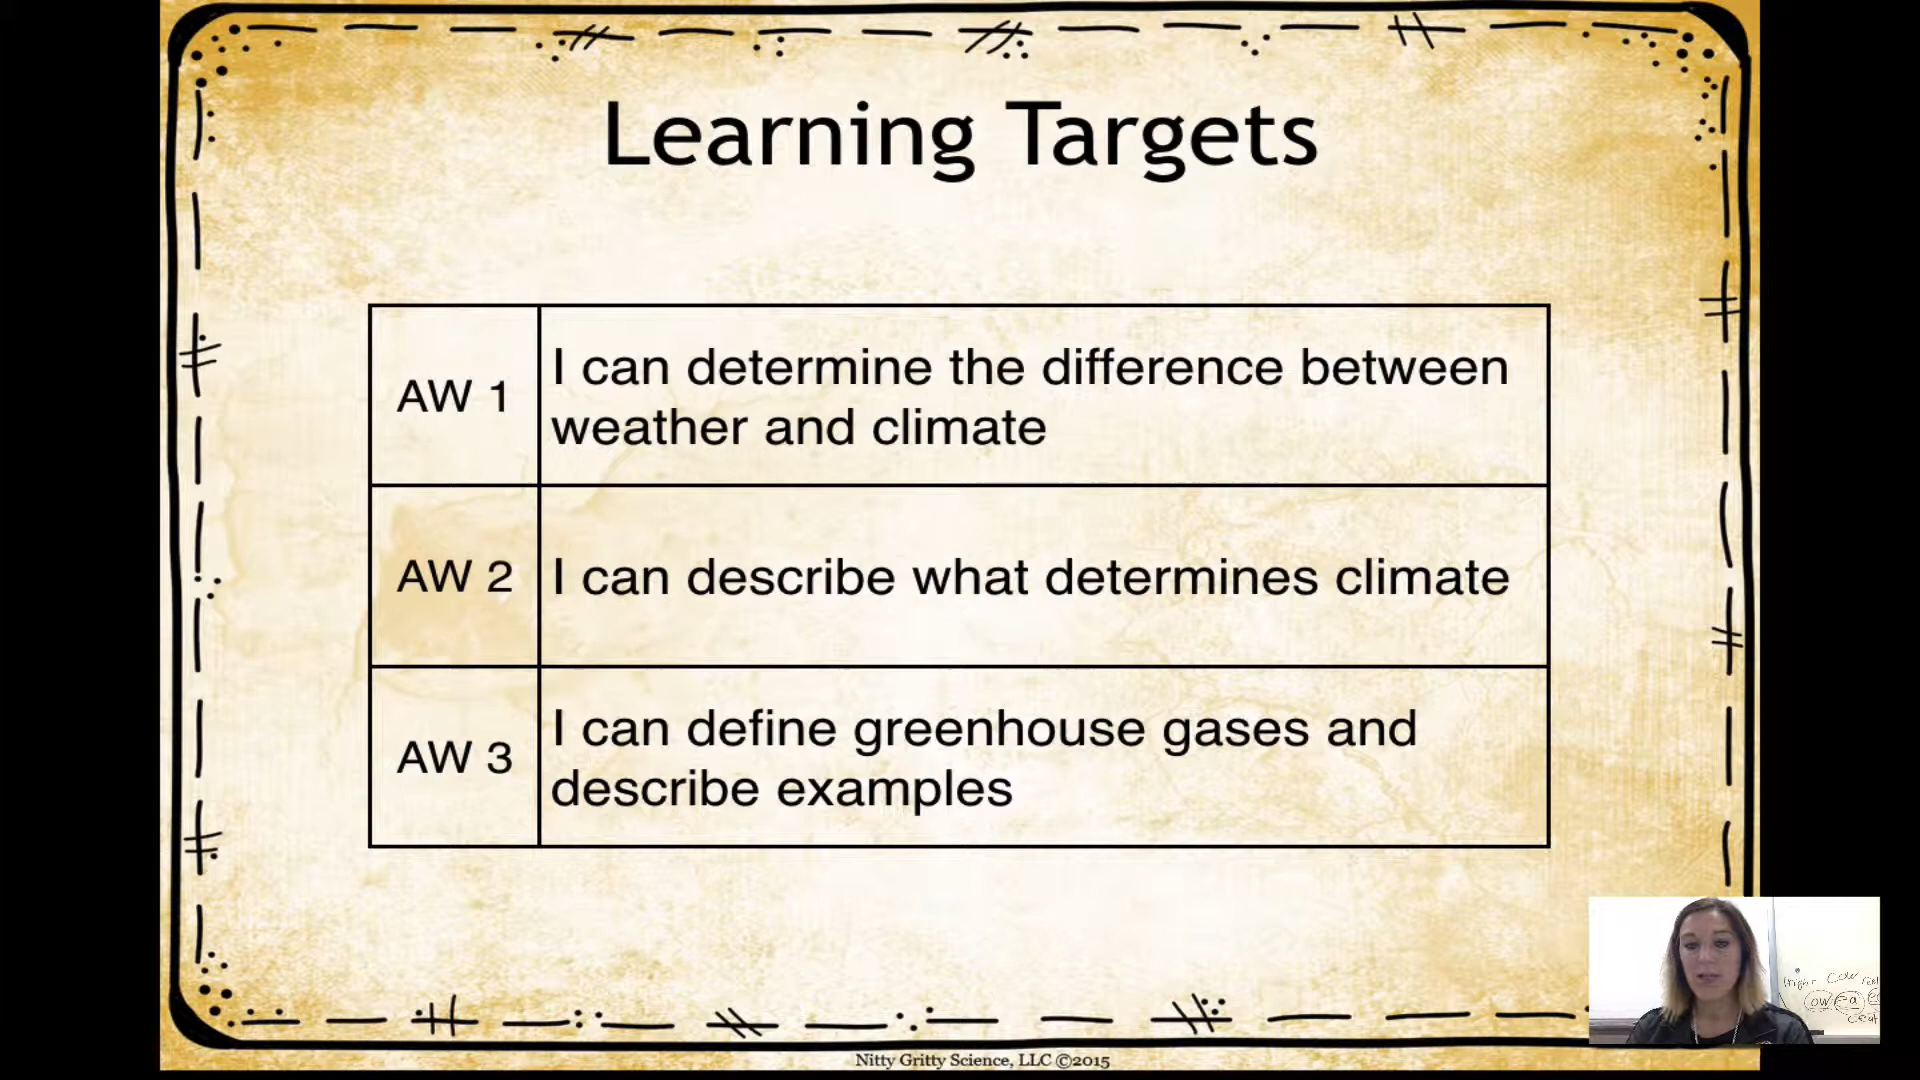 Learning Targets
AW 1
I can determine the difference between
weather and climate
AW 2
I can describe what determines climate
AW 3
I can define greenhouse gases and
describe examples
Nitty Gritty Science, LLC ©2015